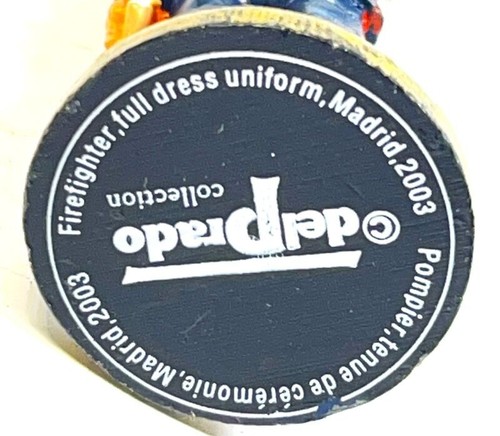 Firefighter,full dress uniform,Madrid,2003
Pompier,tenue de cérémonie,Madrid,2003
©delPrado
collection